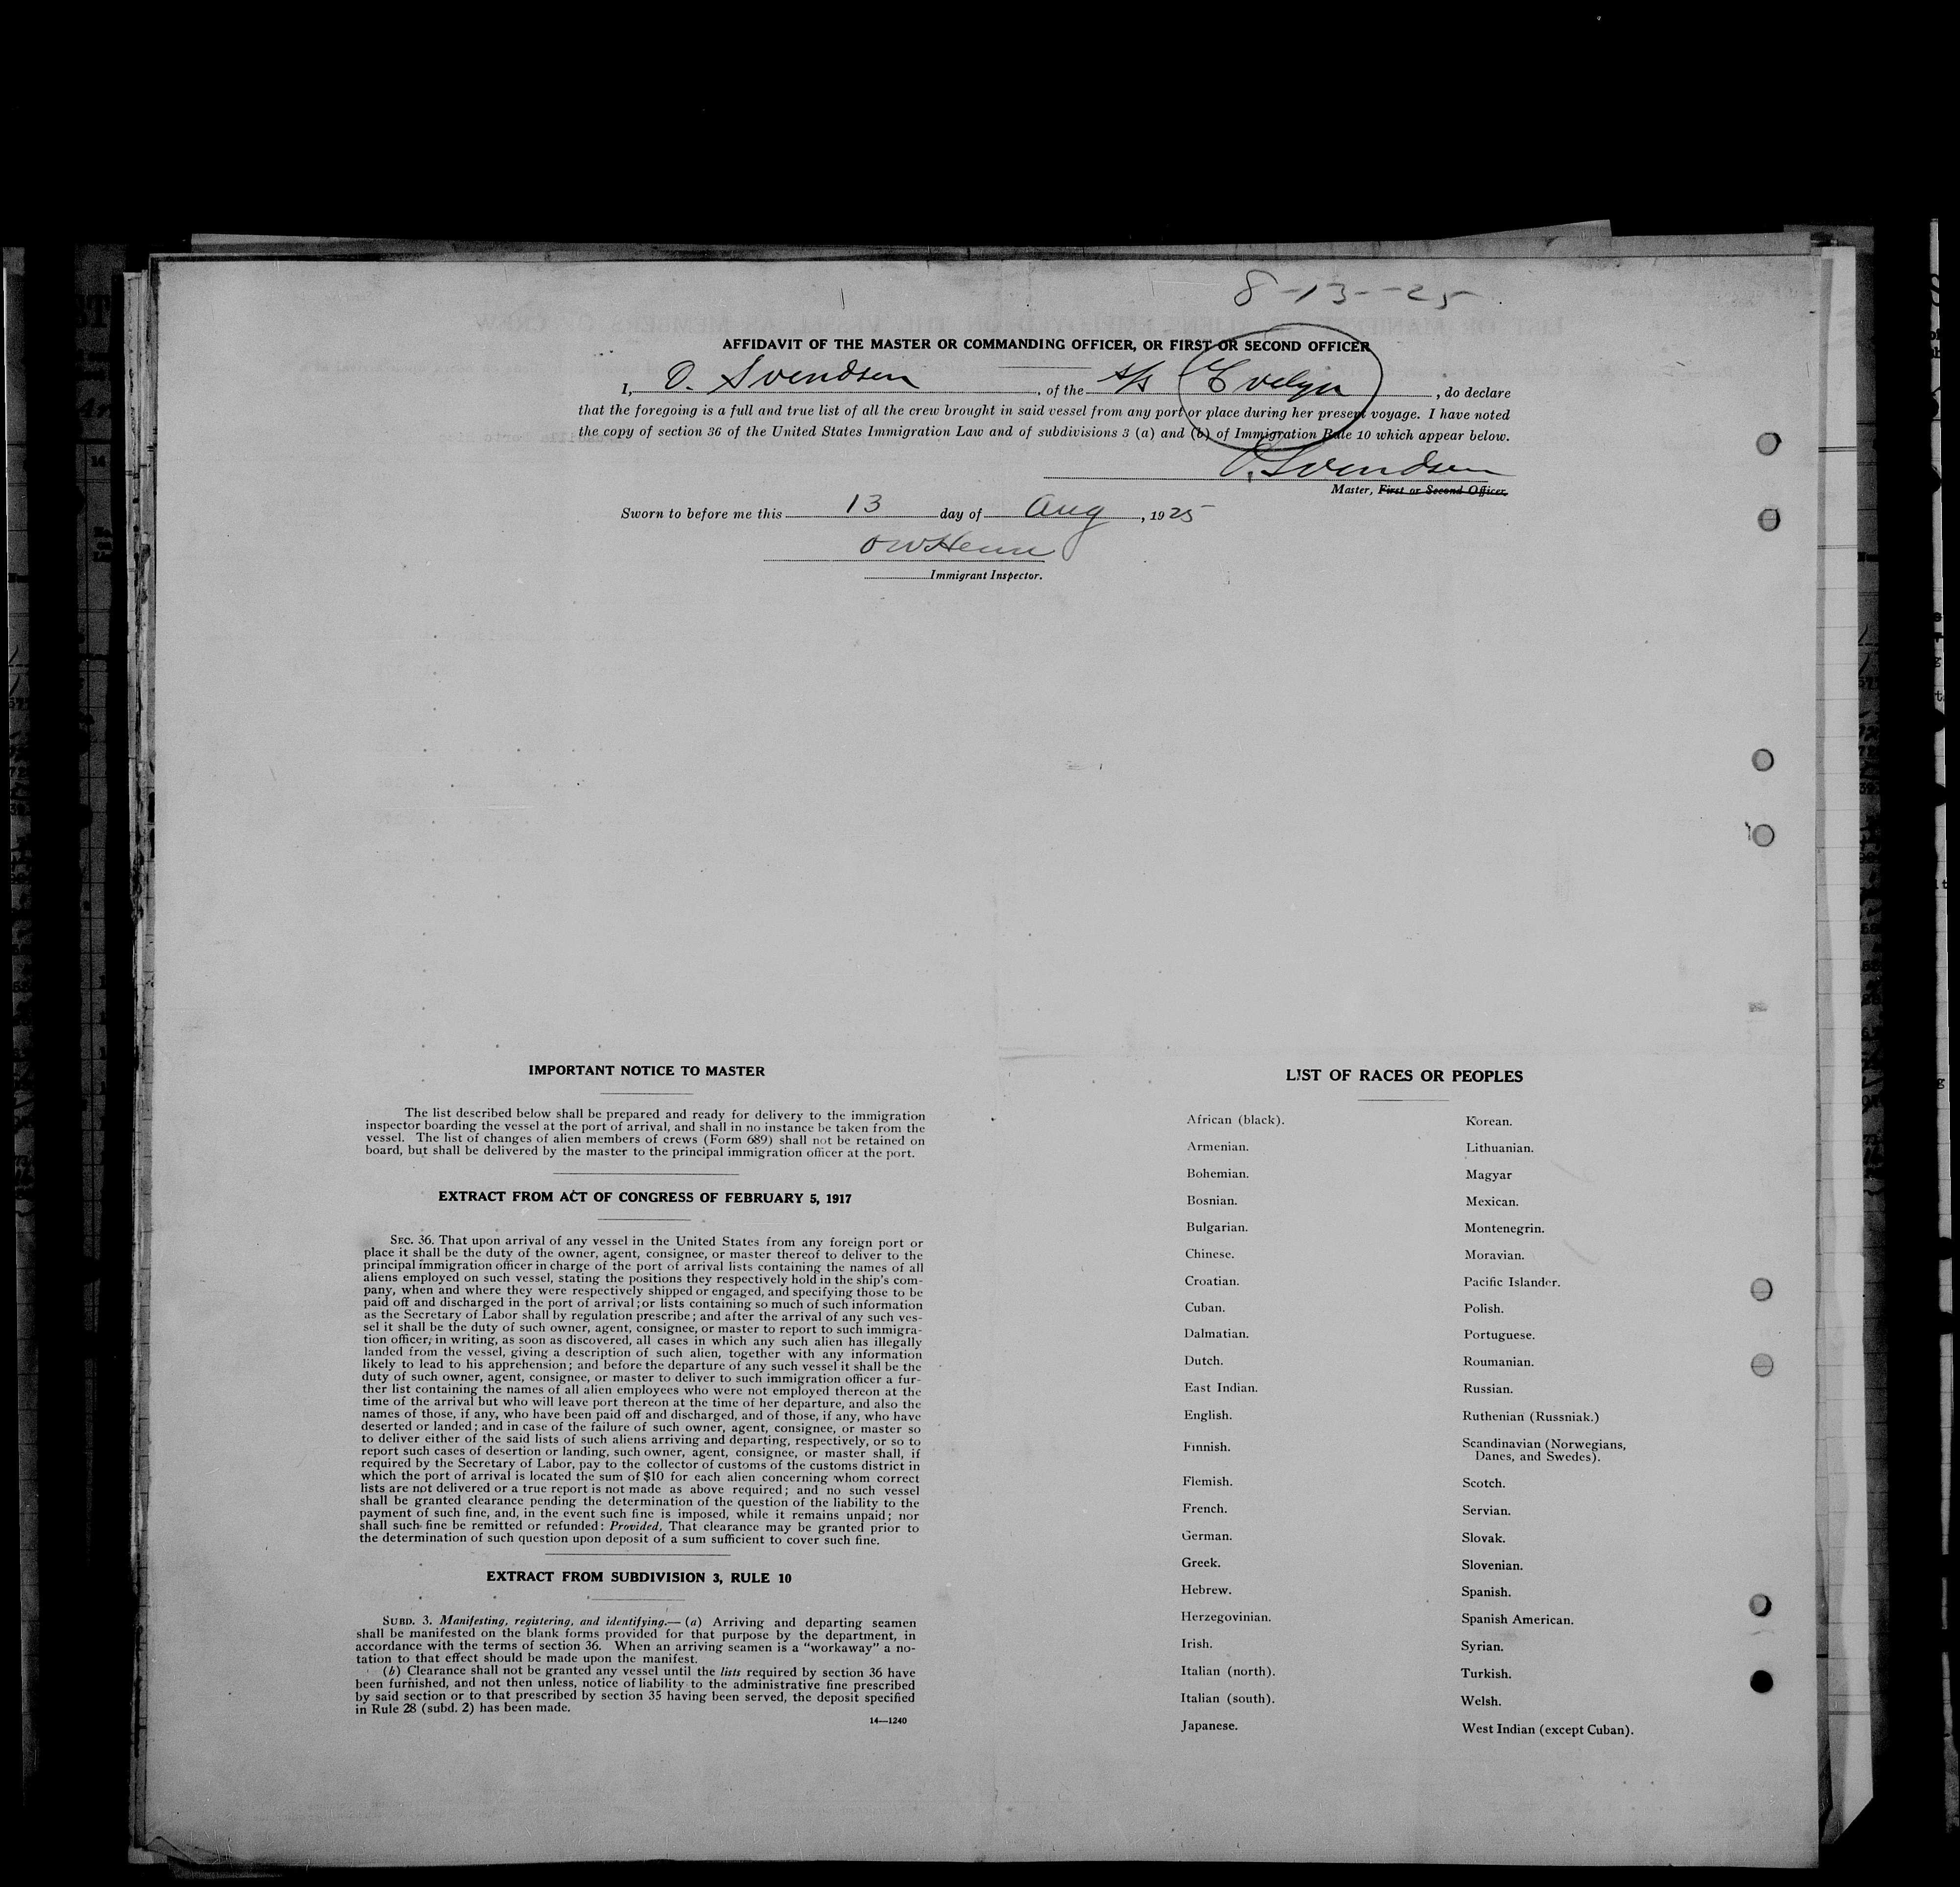 8-13--25
AFFIDAVIT OF THE MASTER OR COMMANDING OFFICER, OR FIRST OR SECOND OFFICER
I, O. Svendsen, of the s/s Evelyn, do declare
that the foregoing is a full and true list of all the crew brought in said vessel from any port or place during her present voyage. I have noted
the copy of section 36 of the United States Immigration Law and of subdivisions 3 (a) and (b) of Immigration Rule 10 which appear below.
O. Svendsen
Master, First or Second Officer.
Sworn to before me this 13 day of Aug, 1925
Immigrant Inspector.
IMPORTANT NOTICE TO MASTER
The list described below shall be prepared and ready for delivery to the immigration
inspector boarding the vessel at the port of arrival, and shall in no instance be taken from the
vessel. The list of changes of alien members of crews (Form 689) shall not be retained on
board, but shall be delivered by the master to the principal immigration officer at the port.
EXTRACT FROM ACT OF CONGRESS OF FEBRUARY 5, 1917
SEC. 36. That upon arrival of any vessel in the United States from any foreign port or
place it shall be the duty of the owner, agent, consignee, or master thereof to deliver to the
principal immigration officer in charge of the port of arrival lists containing the names of all
aliens employed on such vessel, stating the positions they respectively hold in the ship's com-
pany, when and where they were respectively shipped or engaged, and specifying those to be
paid off and discharged in the port of arrival; or lists containing so much of such information
as the Secretary of Labor shall by regulation prescribe; and after the arrival of any such ves-
sel it shall be the duty of such owner, agent, consignee, or master to report to such immigra-
tion officer, in writing, as soon as discovered, all cases in which any such alien has illegally
landed from the vessel, giving a description of such alien, together with any information
likely to lead to his apprehension; and before the departure of any such vessel it shall be the
duty of such owner, agent, consignee, or master to deliver to such immigration officer a fur-
ther list containing the names of all alien employees who were not employed thereon at the
time of the arrival but who will leave port thereon at the time of her departure, and also the
names of those, if any, who have been paid off and discharged, and of those, if any, who have
deserted or landed; and in case of the failure of such owner, agent, consignee, or master so
to deliver either of the said lists of such aliens arriving and departing, respectively, or so to
report such cases of desertion or landing, such owner, agent, consignee, or master shall, if
required by the Secretary of Labor, pay to the collector of customs of the customs district in
which the port of arrival is located the sum of $10 for each alien concerning whom correct
lists are not delivered or a true report is not made as above required; and no such vessel
shall be granted clearance pending the determination of the question of the liability to the
payment of such fine, and, in the event such fine is imposed, while it remains unpaid; nor
shall such fine be remitted or refunded: Provided, That clearance may be granted prior to
the determination of such question upon deposit of a sum sufficient to cover such fine.
EXTRACT FROM SUBDIVISION 3, RULE 10
SUBD. 3. Manifesting, registering, and identifying.—(a) Arriving and departing seamen
shall be manifested on the blank forms provided for that purpose by the department, in
accordance with the terms of section 36. When an arriving seamen is a "workaway" a no-
tation to that effect should be made upon the manifest.
(b) Clearance shall not be granted any vessel until the lists required by section 36 have
been furnished, and not then unless, notice of liability to the administrative fine prescribed
by said section or to that prescribed by section 35 having been served, the deposit specified
in Rule 28 (subd. 2) has been made.
14—1240
LIST OF RACES OR PEOPLES
African (black).
Armenian.
Bohemian.
Bosnian.
Bulgarian.
Chinese.
Croatian.
Cuban.
Dalmatian.
Dutch.
East Indian.
English.
Finnish.
Flemish.
French.
German.
Greek.
Hebrew.
Herzegovinian.
Irish.
Italian (north).
Italian (south).
Japanese.
Korean.
Lithuanian.
Magyar
Mexican.
Montenegrin.
Moravian.
Pacific Islander.
Polish.
Portuguese.
Roumanian.
Russian.
Ruthenian (Russniak.)
Scandinavian (Norwegians,
Danes, and Swedes).
Scotch.
Servian.
Slovak.
Slovenian.
Spanish.
Spanish American.
Syrian.
Turkish.
Welsh.
West Indian (except Cuban).